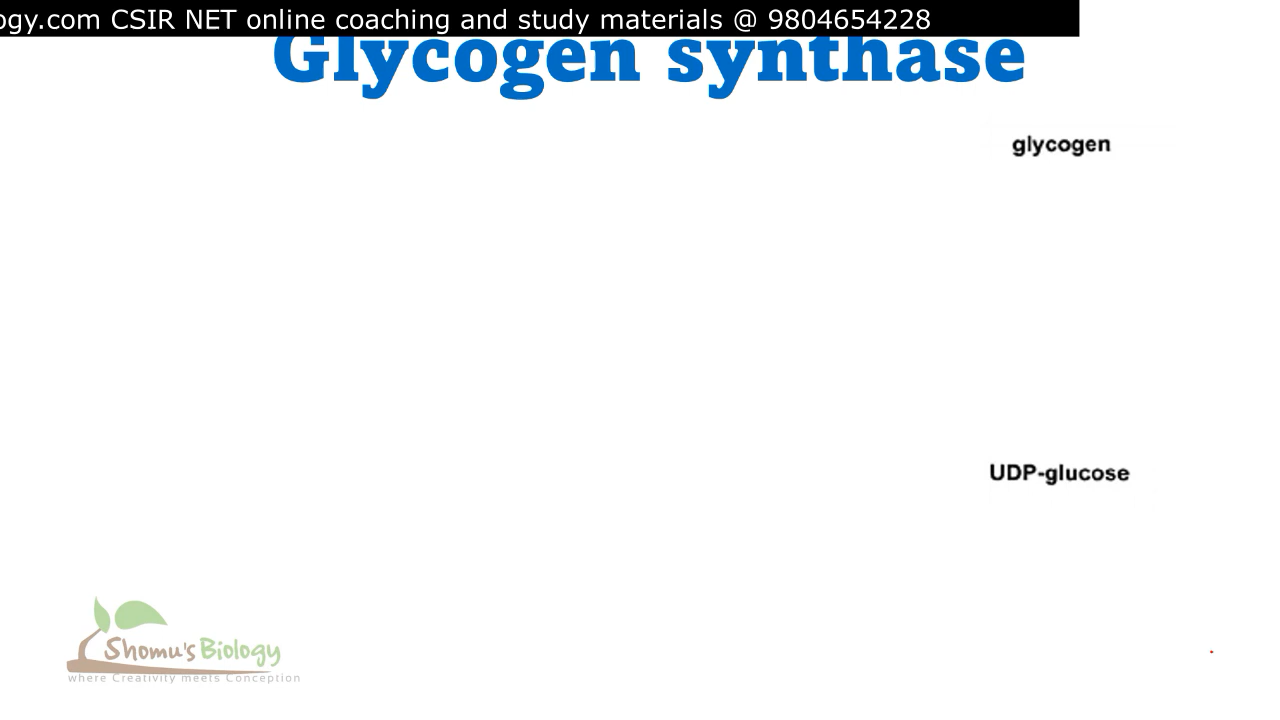 ogy.com CSIR NET online coaching and study materials @ 9804654228
Glycogen synthase
glycogen
UDP-glucose
Shomu's Biology
where Creativity meets Conception